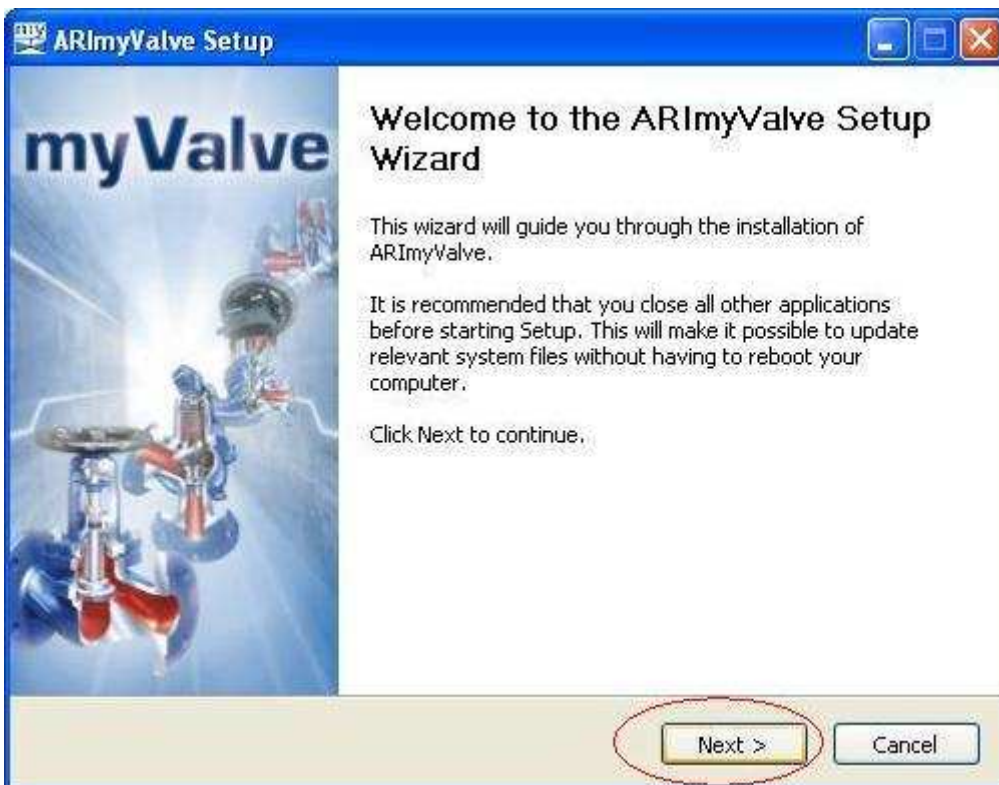 my
ARImyValve Setup
myValve
Welcome to the ARImyValve Setup
Wizard
This wizard will guide you through the installation of
ARImyValve.
It is recommended that you close all other applications
before starting Setup. This will make it possible to update
relevant system files without having to reboot your
computer.
Click Next to continue.
Next >
Cancel